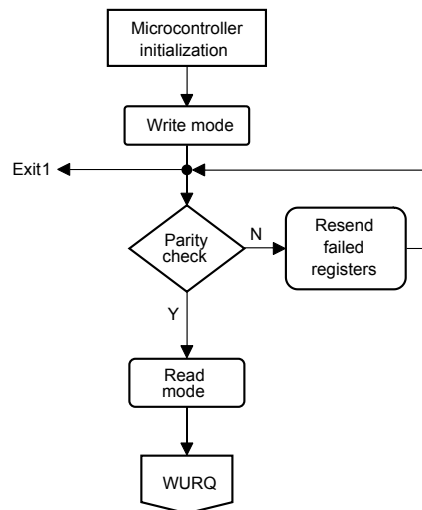 Microcontroller
initialization
Write mode
Exit1
Parity
check
N
Resend
failed
registers
Y
Read
mode
WURQ